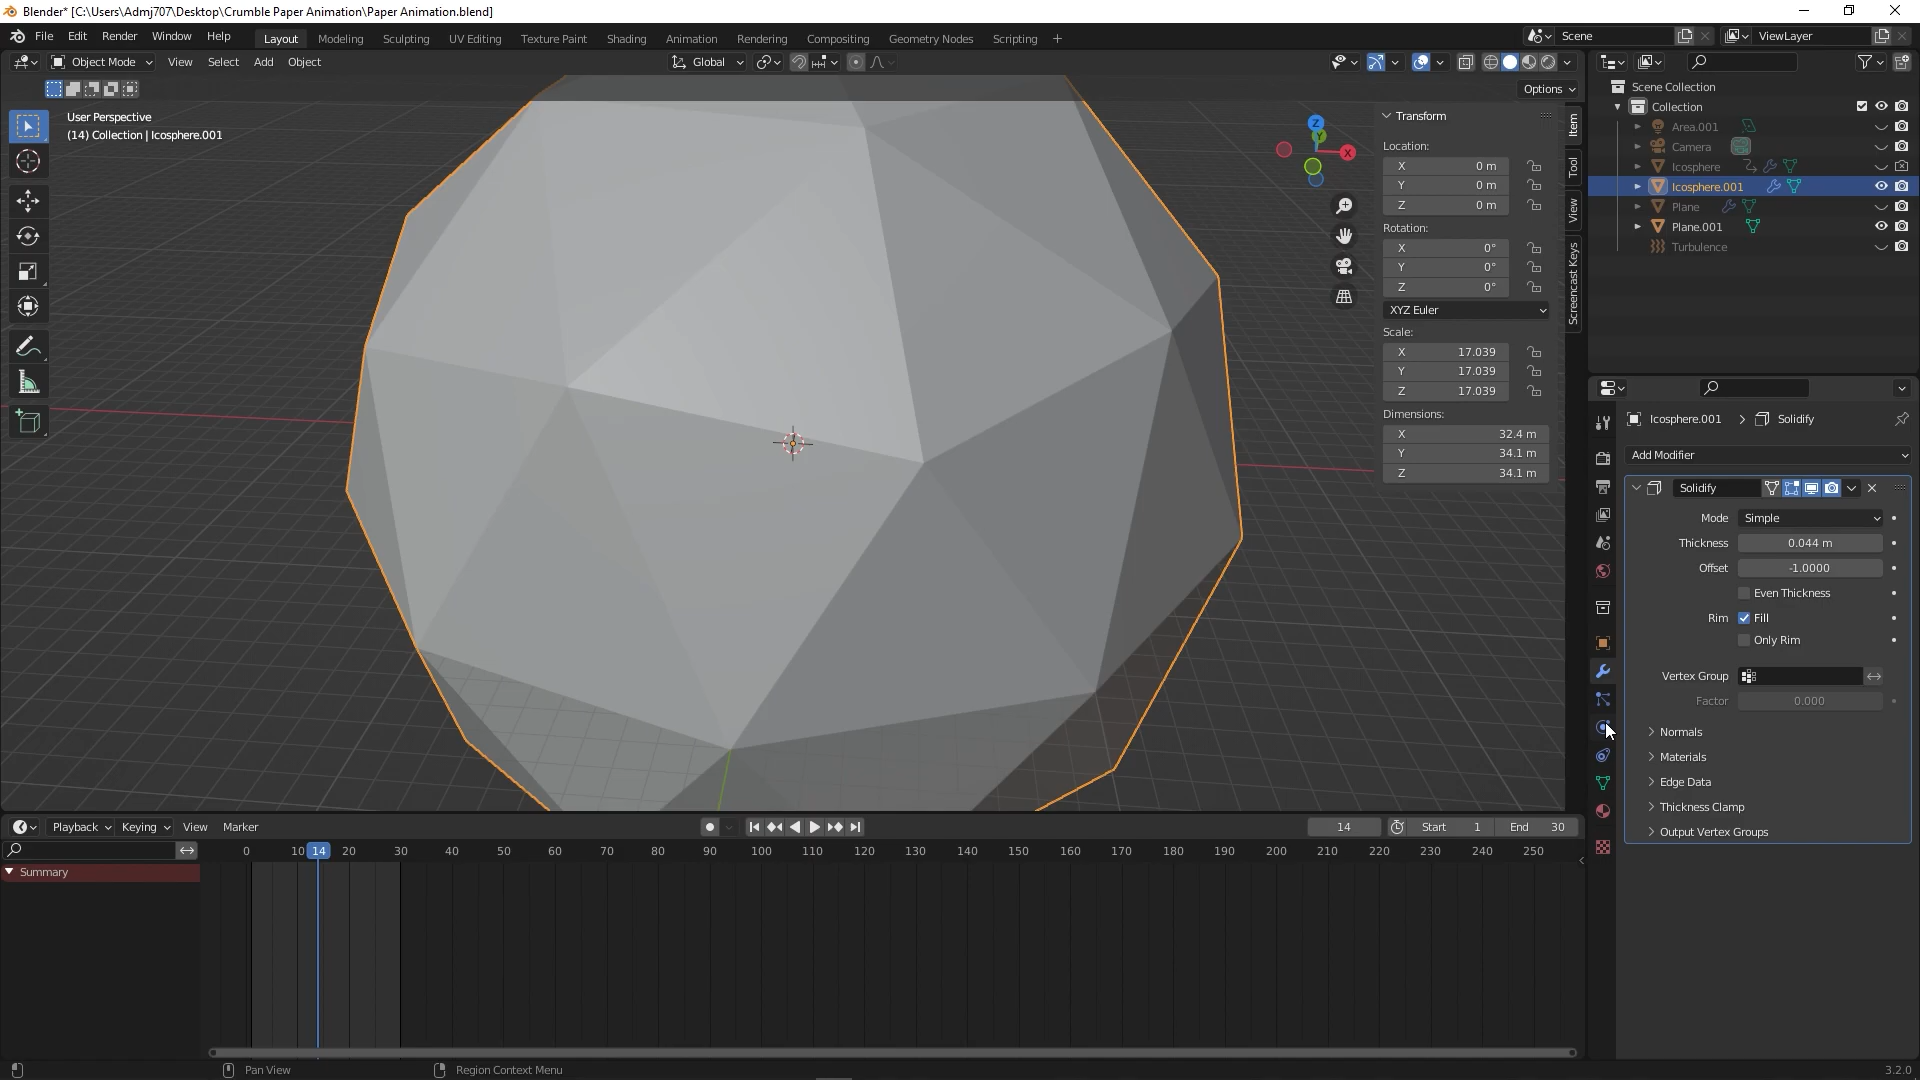 Blender* [C:\Users\Admj707\Desktop\Crumble Paper Animation\Paper Animation.blend]
File Edit Render Window Help Layout Modeling Sculpting UV Editing Texture Paint Shading Animation Rendering Compositing Geometry Nodes Scripting + Scene ViewLayer
Object Mode View Select Add Object Global
Options
User Perspective
(14) Collection | Icosphere.001
Z
Y
X
Transform
Location:
X 0 m
Y 0 m
Z 0 m
Rotation:
X 0°
Y 0°
Z 0°
XYZ Euler
Scale:
X 17.039
Y 17.039
Z 17.039
Dimensions:
X 32.4 m
Y 34.1 m
Z 34.1 m
Item
Tool
View
Screencast Keys
Scene Collection
Collection
Area.001
Camera
Icosphere
Icosphere.001
Plane
Plane.001
Turbulence
Icosphere.001 > Solidify
Add Modifier
Solidify
Mode Simple
Thickness 0.044 m
Offset -1.0000
Even Thickness
Rim Fill
Only Rim
Vertex Group
Factor 0.000
Normals
Materials
Edge Data
Thickness Clamp
Output Vertex Groups
Playback Keying View Marker 14 Start 1 End 30
0 10 14 20 30 40 50 60 70 80 90 100 110 120 130 140 150 160 170 180 190 200 210 220 230 240 250
Summary
Pan View Region Context Menu 3.2.0